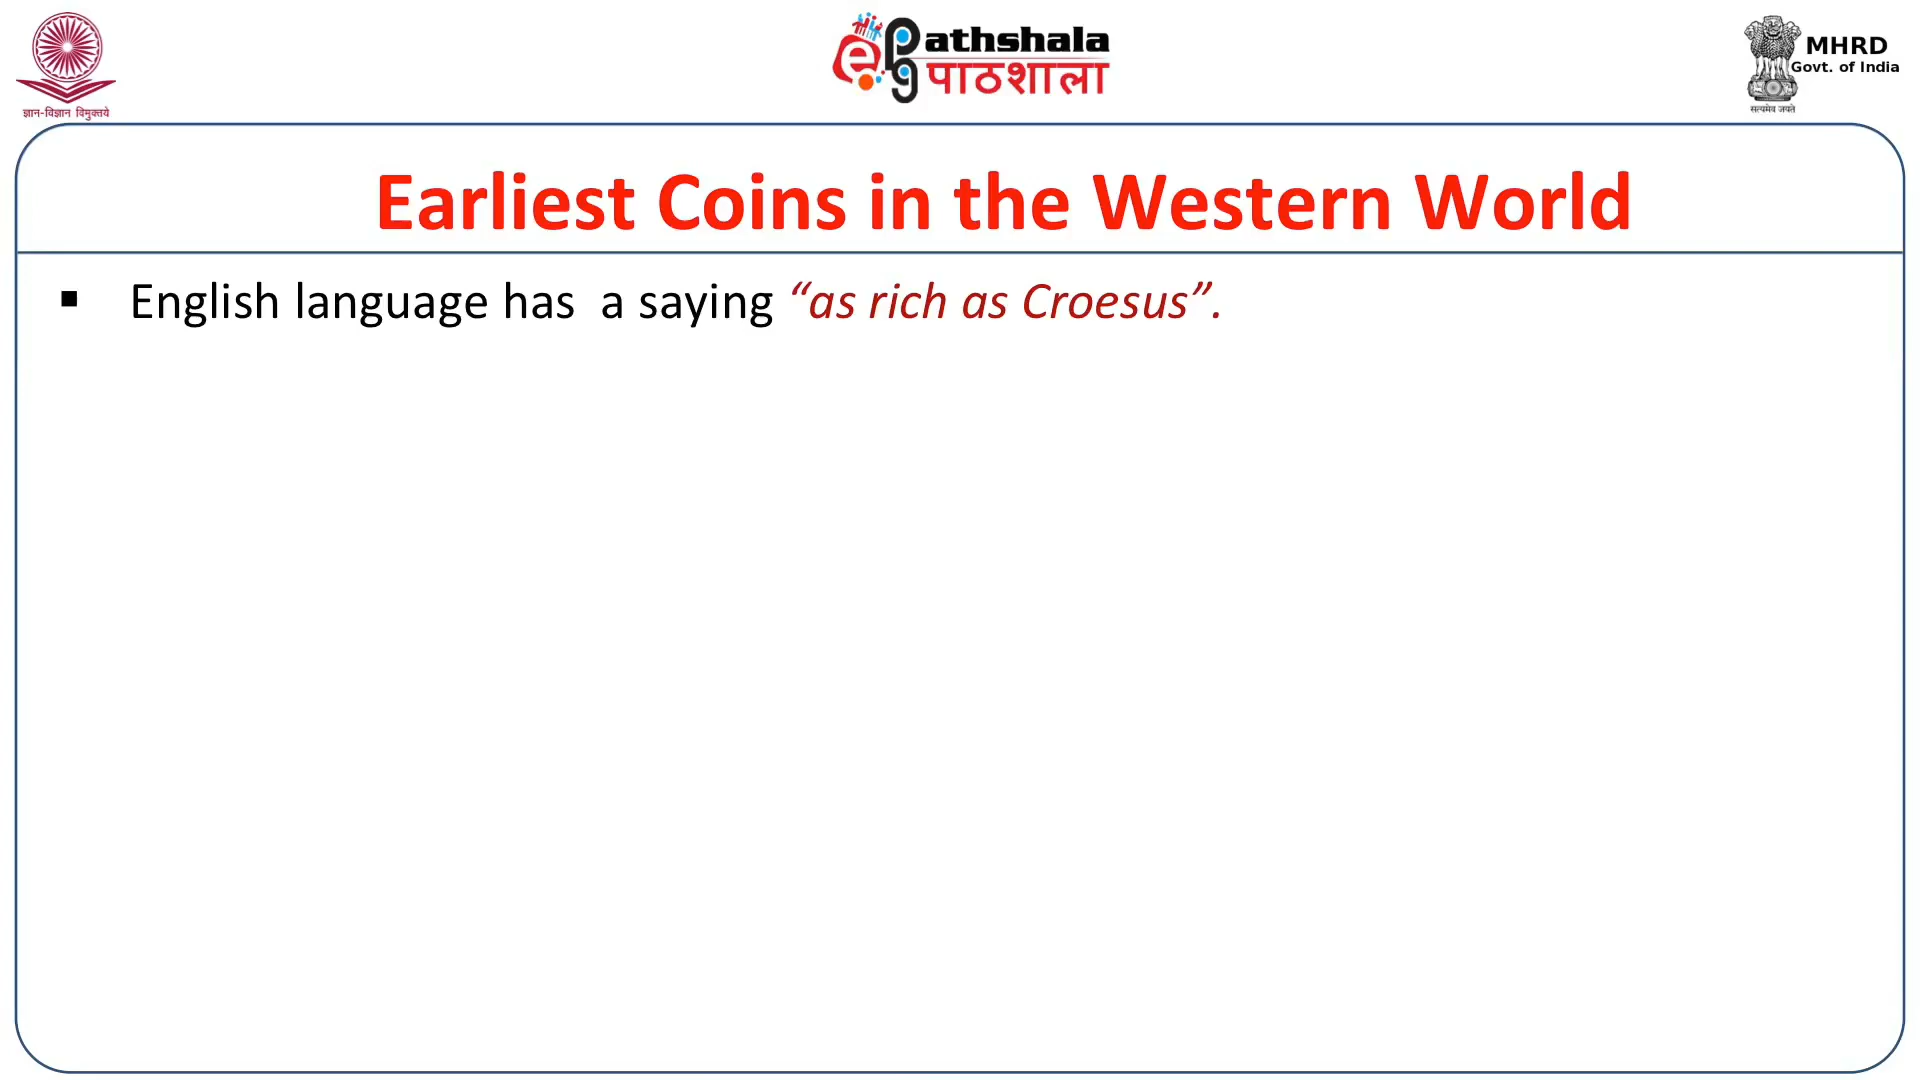 ज्ञान-विज्ञान विमुक्तये
e Pathshala
पाठशाला
MHRD
Govt. of India
सत्यमेव जयते
Earliest Coins in the Western World
▪ English language has  a saying “as rich as Croesus”.